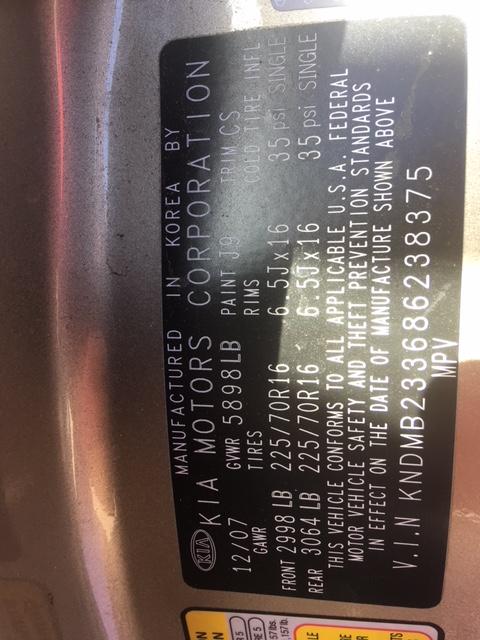 MANUFACTURED IN KOREA BY
KIA KIA MOTORS CORPORATION
12/07 GVWR 5898LB PAINT J9 TRIM CS
GAWR TIRES RIMS COLD TIRE INFL
FRONT 2998 LB 225/70R16 6.5Jx16 35 psi SINGLE
REAR 3064 LB 225/70R16 6.5Jx16 35 psi SINGLE
THIS VEHICLE CONFORMS TO ALL APPLICABLE U.S.A. FEDERAL
MOTOR VEHICLE SAFETY AND THEFT PREVENTION STANDARDS
IN EFFECT ON THE DATE OF MANUFACTURE SHOWN ABOVE
V.I.N KNDMB233686238375
MPV